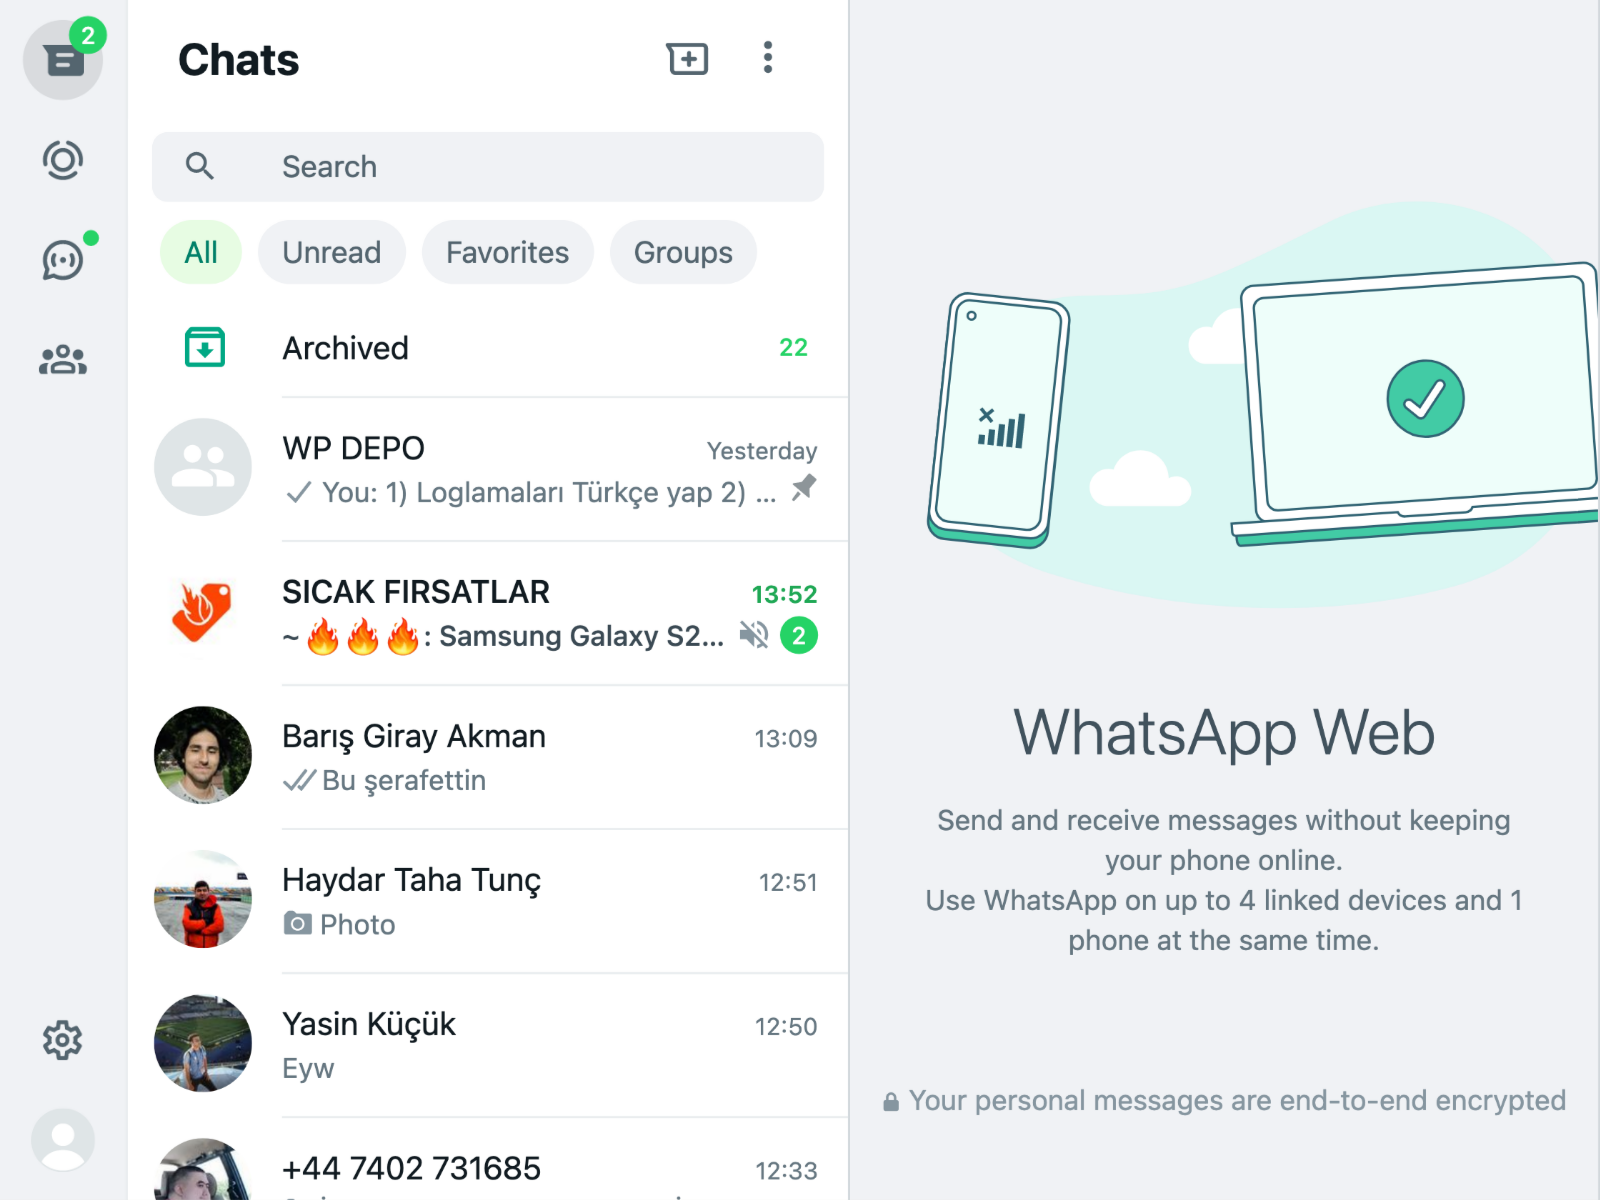 2
Chats
Search
All
Unread
Favorites
Groups
Archived
22
WP DEPO
Yesterday
You: 1) Loglamaları Türkçe yap 2) ...
SICAK FIRSATLAR
13:52
~ 🔥🔥🔥: Samsung Galaxy S2...
2
Barış Giray Akman
13:09
Bu şerafettin
Haydar Taha Tunç
12:51
Photo
Yasin Küçük
12:50
Eyw
+44 7402 731685
12:33
WhatsApp Web
Send and receive messages without keeping
your phone online.
Use WhatsApp on up to 4 linked devices and 1
phone at the same time.
Your personal messages are end-to-end encrypted